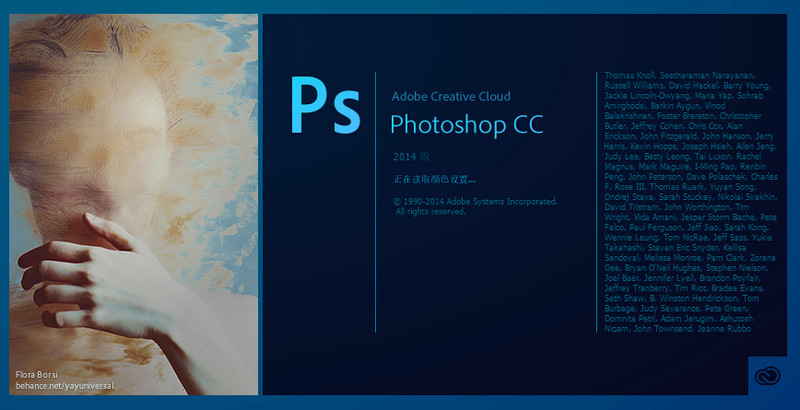 Ps
Adobe Creative Cloud
Photoshop CC
2014 版
正在读取颜色设置...
© 1990-2014 Adobe Systems Incorporated.
All rights reserved.
Thomas Knoll, Seetharaman Narayanan,
Russell Williams, David Hackel, Barry Young,
Jackie Lincoln-Owyang, Maria Yap, Sohrab
Amirghodsi, Barkin Aygun, Vinod
Balakrishnan, Foster Brereton, Christopher
Butler, Jeffrey Cohen, Chris Cox, Alan
Erickson, John Fitzgerald, John Hanson, Jerry
Harris, Kevin Hopps, Joseph Hsieh, Allen Jeng,
Judy Lee, Betty Leong, Tai Luxon, Rachel
Magnus, Mark Maguire, I-Ming Pao, Renbin
Peng, John Peterson, Dave Polaschek, Charles
F. Rose III, Thomas Ruark, Yuyan Song,
Ondrej Stava, Sarah Stuckey, Nikolai Svakhin,
David Tristram, John Worthington, Tim
Wright, Vida Amani, Jesper Storm Bache, Pete
Falco, Paul Ferguson, Jeff Jiao, Sarah Kong,
Wennie Leung, Tom McRae, Jeff Sass, Yukie
Takahashi, Steven Eric Snyder, Kellisa
Sandoval, Melissa Monroe, Pam Clark, Zorana
Gee, Bryan O'Neil Hughes, Stephen Nielson,
Joel Baer, Jennifer Lyell, Brandon Poyfair,
Jeffrey Tranberry, Tim Riot, Bradee Evans,
Seth Shaw, B. Winston Hendrickson, Tom
Burbage, Judy Severance, Pete Green,
Domnita Petri, Adam Jerugim, Ashutosh
Nigam, John Townsend, Jeanne Rubbo
Flora Borsi
behance.net/yayuniversal